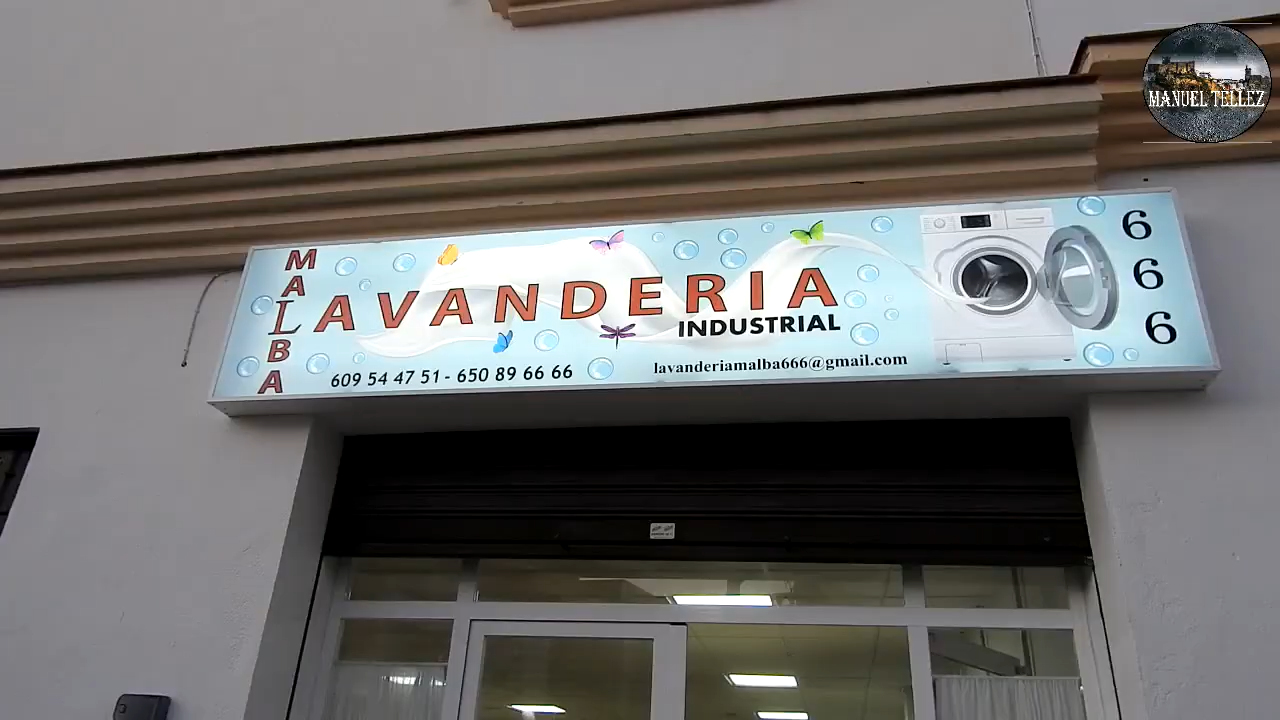 MALBA
LAVANDERIA
INDUSTRIAL
609 54 47 51 - 650 89 66 66
lavanderiamalba666@gmail.com
6
6
6
MANUEL TELLEZ